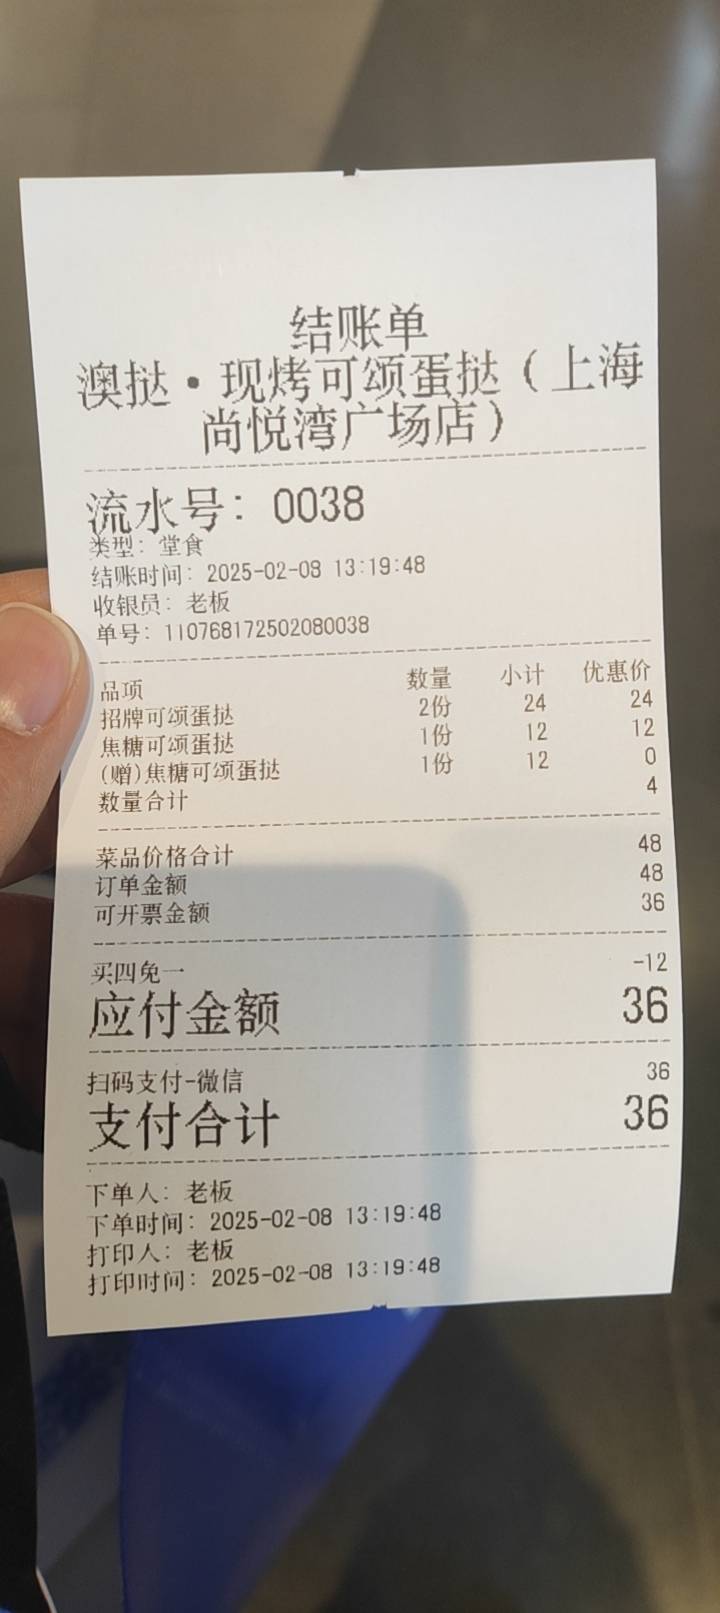 结账单
澳挞·现烤可颂蛋挞（上海
尚悦湾广场店）
流水号：0038
类型：堂食
结账时间：2025-02-08 13:19:48
收银员：老板
单号：110768172502080038
品项 数量 小计 优惠价
招牌可颂蛋挞 2份 24 24
焦糖可颂蛋挞 1份 12 12
(赠)焦糖可颂蛋挞 1份 12 0
数量合计 4
菜品价格合计 48
订单金额 48
可开票金额 36
买四免一 -12
应付金额 36
扫码支付-微信 36
支付合计 36
下单人：老板
下单时间：2025-02-08 13:19:48
打印人：老板
打印时间：2025-02-08 13:19:48